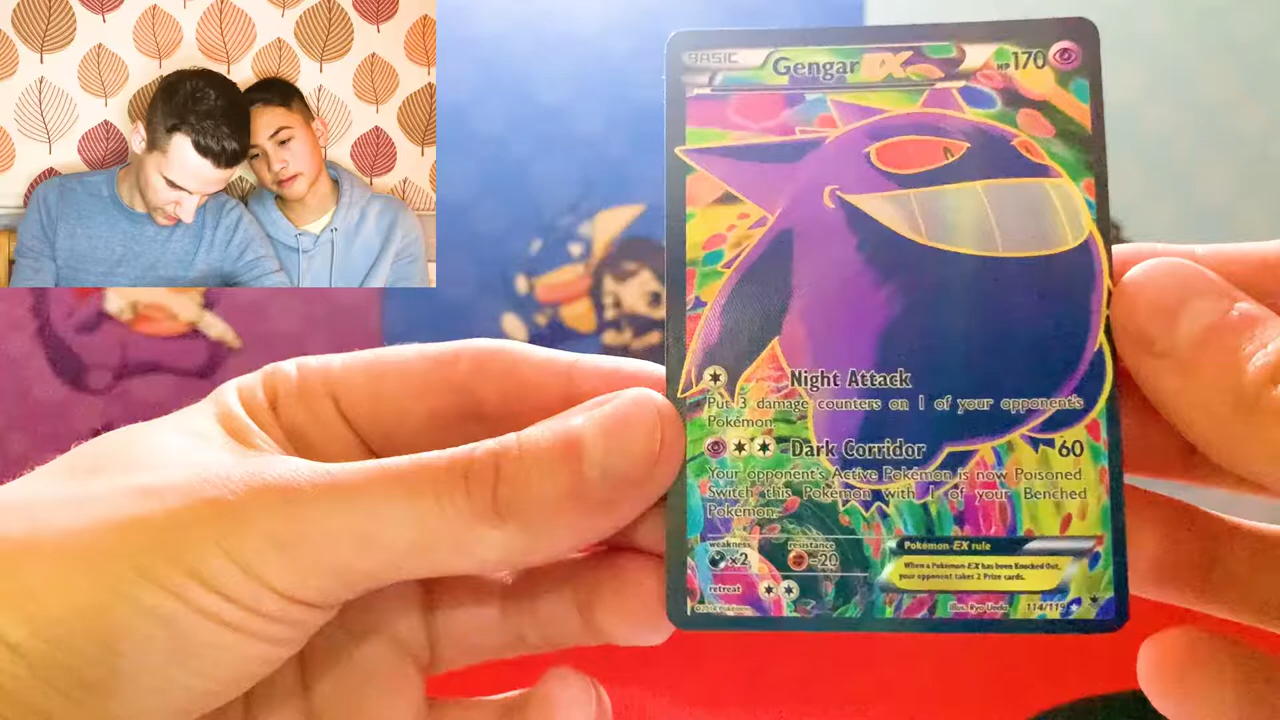 BASIC Gengar EX HP170
Night Attack
Put 3 damage counters on 1 of your opponent's
Pokémon.
Dark Corridor 60
Your opponent's Active Pokémon is now Poisoned
Switch this Pokémon with 1 of your Benched
Pokémon.
weakness resistance
×2 -20
Pokémon-EX rule
When a Pokémon-EX has been Knocked Out,
your opponent takes 2 Prize cards.
retreat
illus. Ryo Ueda 114/119